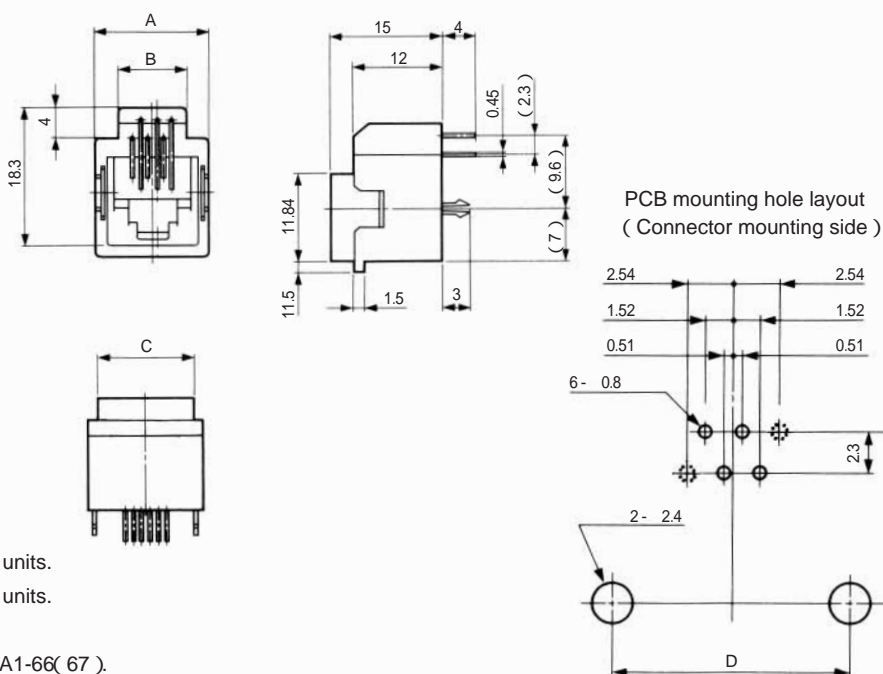 A
B
4
18.3
15
4
12
0.45
( 2.3 )
( 9.6 )
( 7 )
11.84
11.5
1.5
3
C
PCB mounting hole layout
( Connector mounting side )
2.54 2.54
1.52 1.52
0.51 0.51
6 - 0.8
2.3
2 - 2.4
D
units.
units.
A1-66( 67 ).